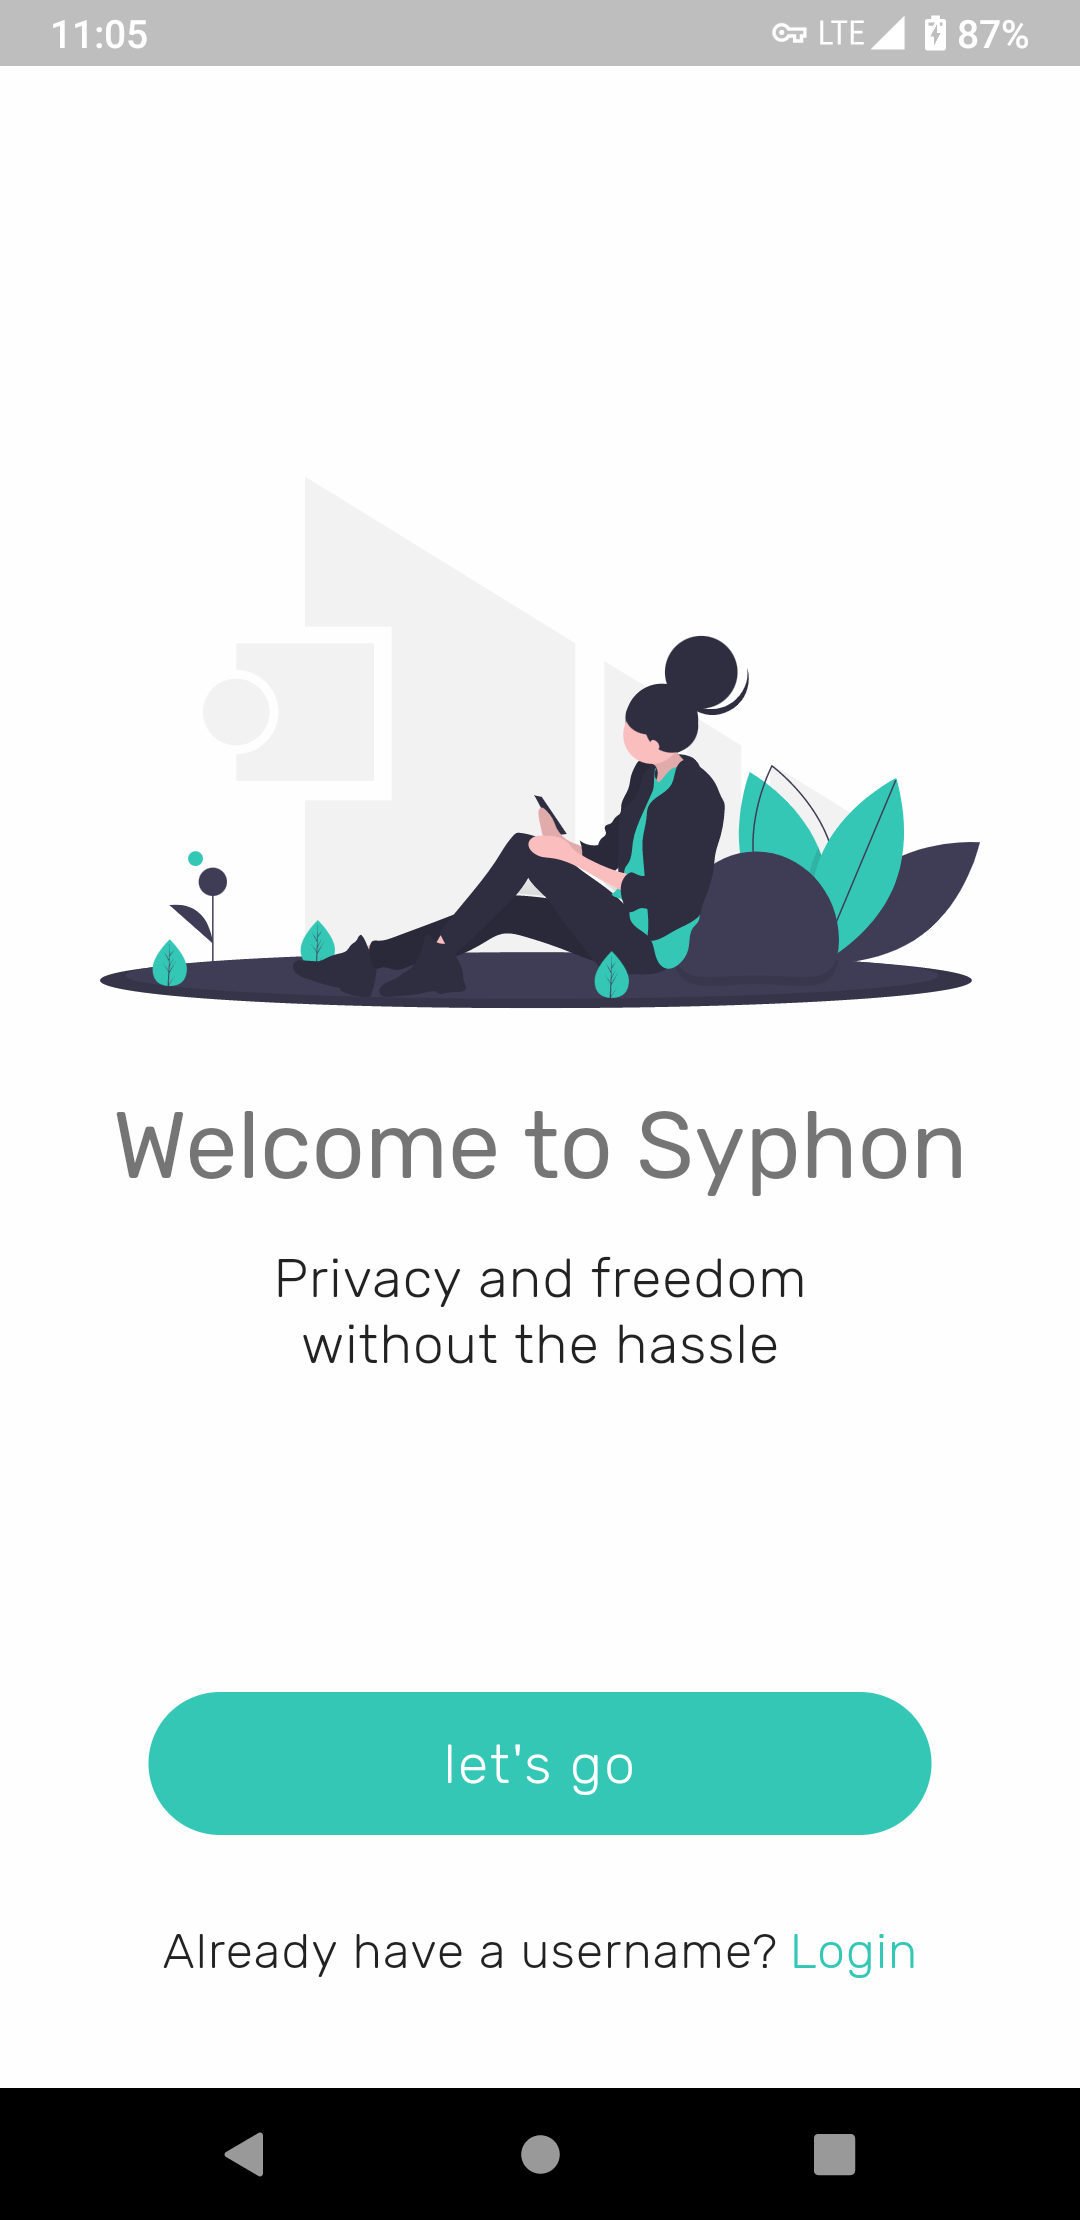 11:05 LTE 87%
Welcome to Syphon
Privacy and freedom
without the hassle
let's go
Already have a username? Login